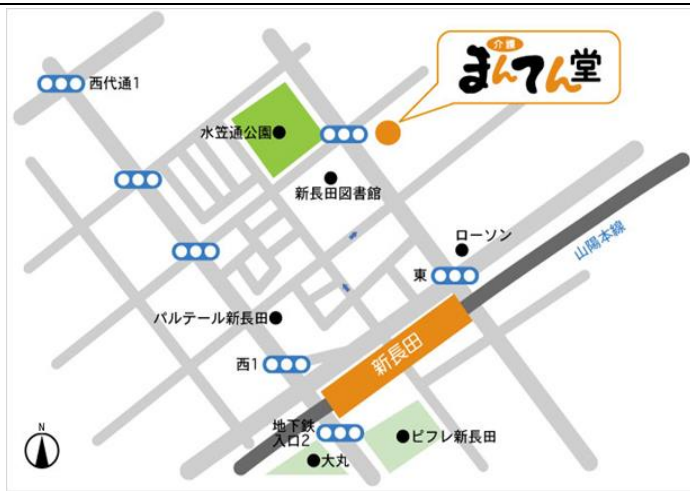 介護
まんてん堂
西代通1
水笠通公園
新長田図書館
ローソン
山陽本線
東
パルテール新長田
新長田
西1
地下鉄
入口2
ピフレ新長田
大丸
N